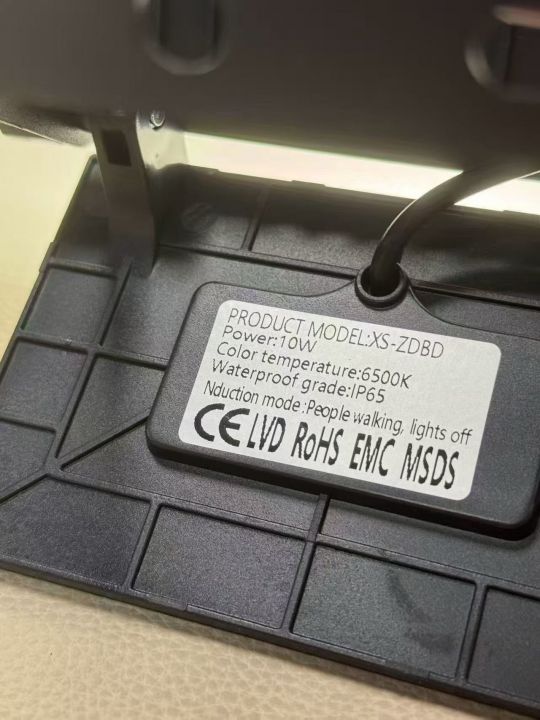 PRODUCT MODEL:XS-ZDBD
Power:10W
Color temperature:6500K
Waterproof grade:IP65
Nduction mode:People walking, lights off
CE LVD RoHS EMC MSDS